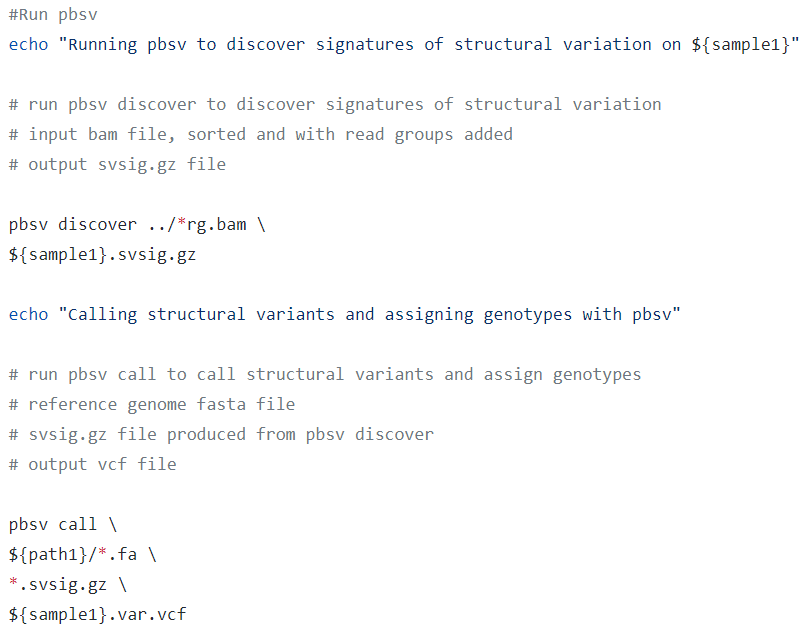 #Run pbsv
echo "Running pbsv to discover signatures of structural variation on ${sample1}"
# run pbsv discover to discover signatures of structural variation
# input bam file, sorted and with read groups added
# output svsig.gz file
pbsv discover ../*rg.bam \
${sample1}.svsig.gz
echo "Calling structural variants and assigning genotypes with pbsv"
# run pbsv call to call structural variants and assign genotypes
# reference genome fasta file
# svsig.gz file produced from pbsv discover
# output vcf file
pbsv call \
${path1}/*.fa \
*.svsig.gz \
${sample1}.var.vcf